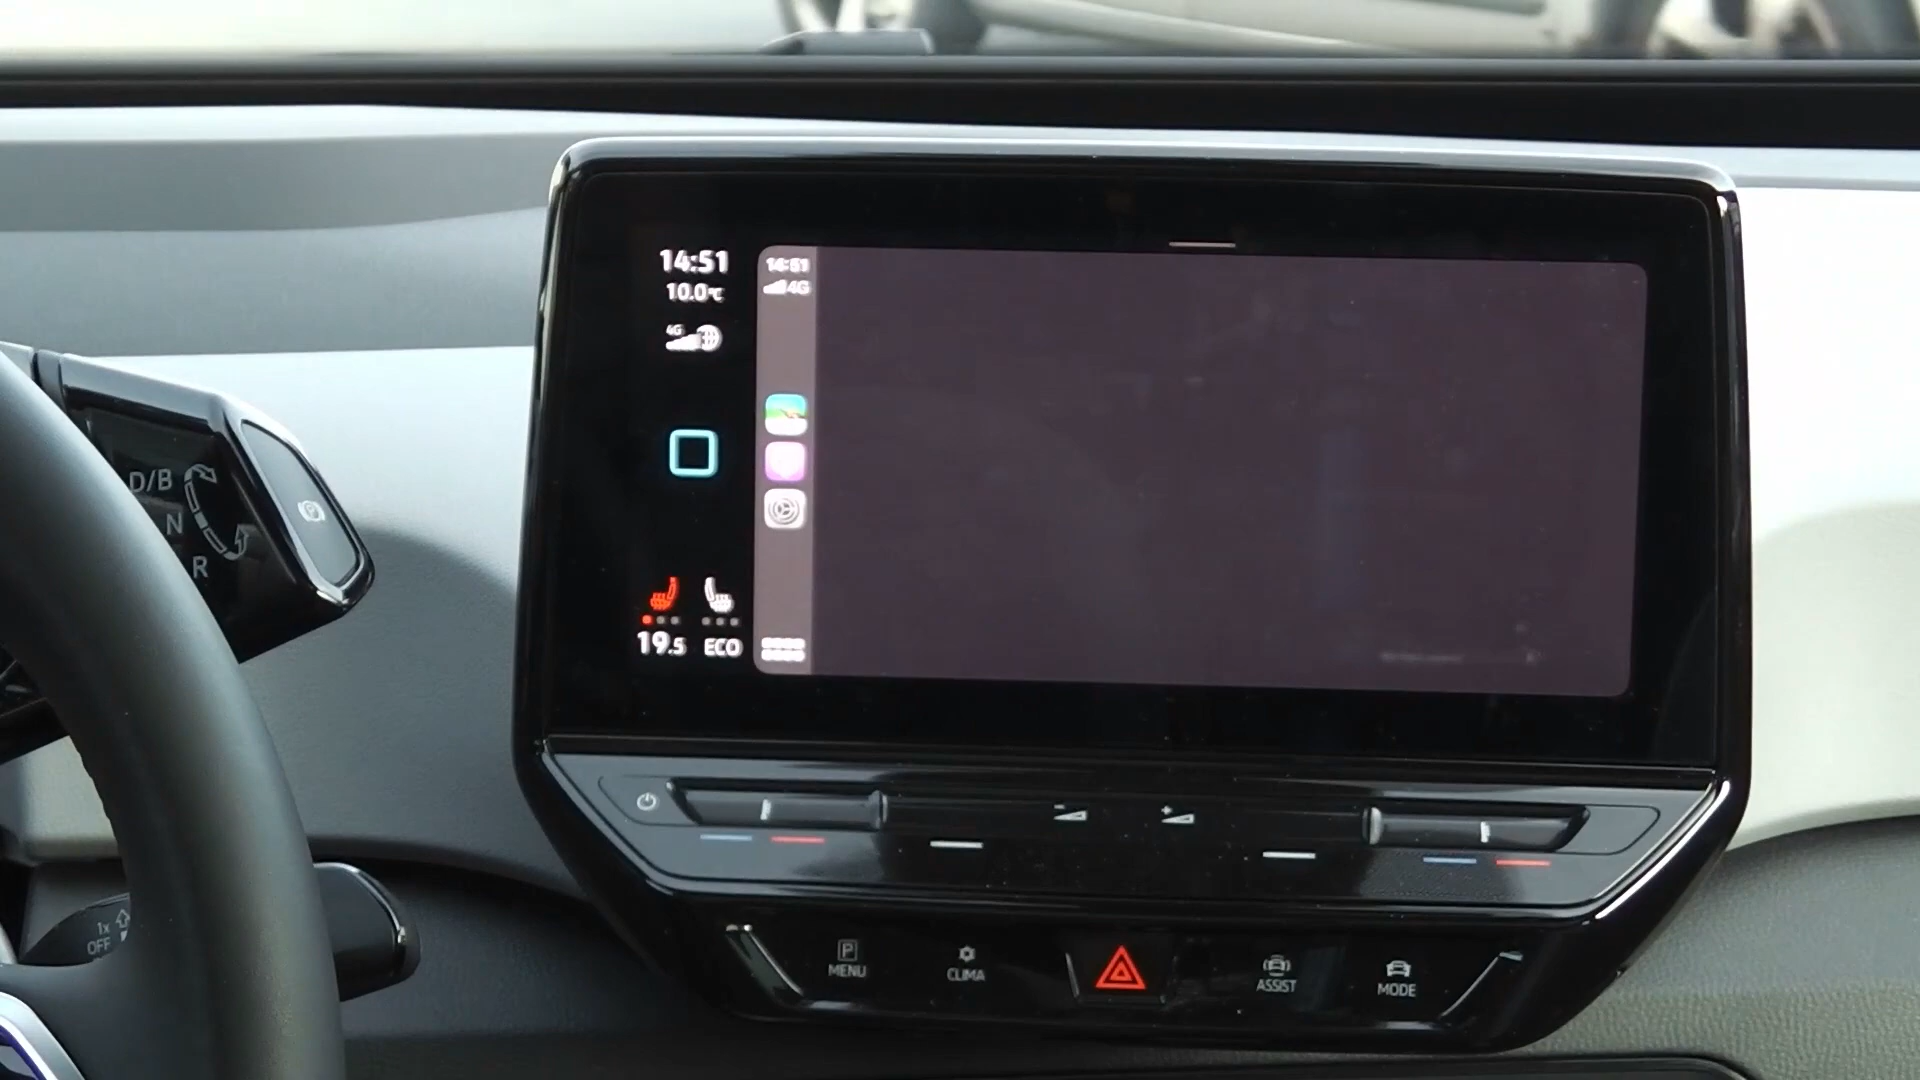 14:51
10.0°C
4G
14:51
4G
D/B
N
R
P
19.5 ECO
1x
OFF
P
MENU
CLIMA
ASSIST
MODE